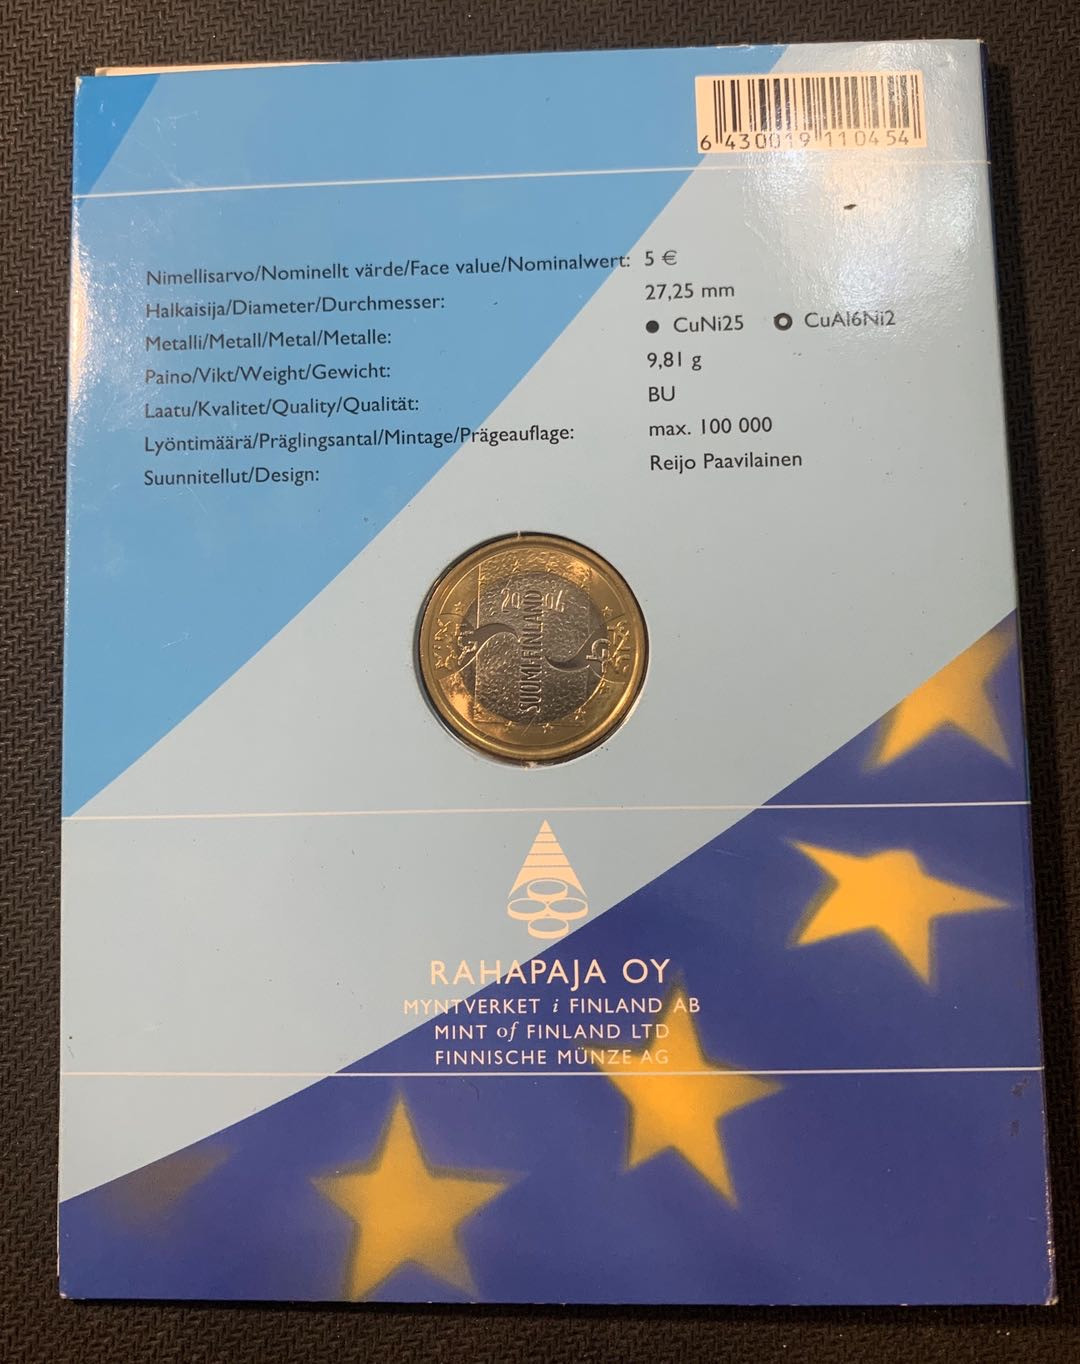 6 430019 110454
Nimellisarvo/Nominellt värde/Face value/Nominalwert: 5 €
Halkaisija/Diameter/Durchmesser: 27,25 mm
Metalli/Metall/Metal/Metalle: CuNi25 CuAl6Ni2
Paino/Vikt/Weight/Gewicht: 9,81 g
Laatu/Kvalitet/Quality/Qualität: BU
Lyöntimäärä/Präglingsantal/Mintage/Prägeauflage: max. 100 000
Suunnitellut/Design: Reijo Paavilainen
SUOMI-FINLAND
RAHAPAJA OY
MYNTVERKET i FINLAND AB
MINT of FINLAND LTD
FINNISCHE MÜNZE AG